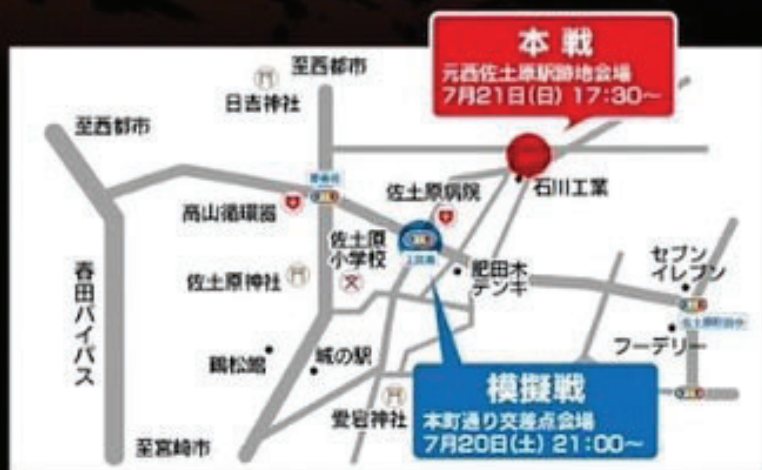 本戦
元西佐土原駅跡地会場
7月21日(日) 17:30〜
至西都市
日吉神社
至西都市
高山循環器
佐土原病院
石川工業
佐土原
小学校
佐土原神社
肥田木
デンキ
セブン
イレブン
春田バイパス
フーデリー
鶴松館
城の駅
愛宕神社
至宮崎市
模擬戦
本町通り交差点会場
7月20日(土) 21:00〜